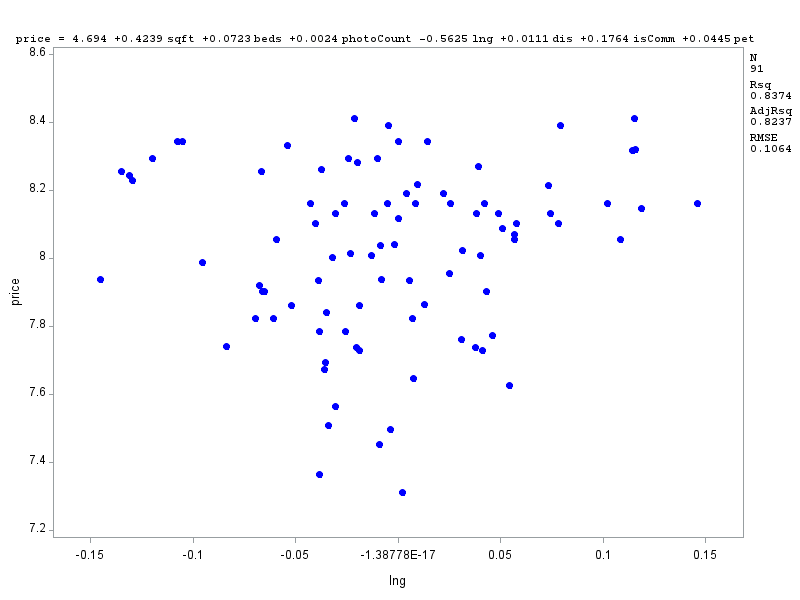 price = 4.694 +0.4239 sqft +0.0723 beds +0.0024 photoCount -0.5625 lng +0.0111 dis +0.1764 isComm +0.0445 pet
N
91
Rsq
0.8374
AdjRsq
0.8237
RMSE
0.1064
8.6
8.4
8.2
8
7.8
7.6
7.4
7.2
price
-0.15
-0.1
-0.05
-1.38778E-17
0.05
0.1
0.15
lng